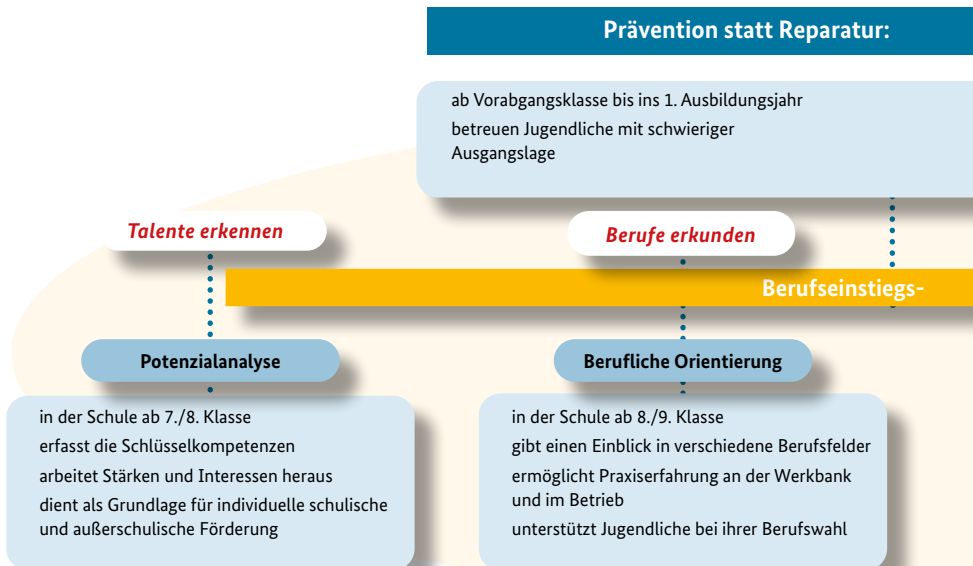 Prävention statt Reparatur:
ab Vorabgangsklasse bis ins 1. Ausbildungsjahr
betreuen Jugendliche mit schwieriger
Ausgangslage
Talente erkennen
Berufe erkunden
Berufseinstiegs-
Potenzialanalyse
in der Schule ab 7./8. Klasse
erfasst die Schlüsselkompetenzen
arbeitet Stärken und Interessen heraus
dient als Grundlage für individuelle schulische
und außerschulische Förderung
Berufliche Orientierung
in der Schule ab 8./9. Klasse
gibt einen Einblick in verschiedene Berufsfelder
ermöglicht Praxiserfahrung an der Werkbank
und im Betrieb
unterstützt Jugendliche bei ihrer Berufswahl